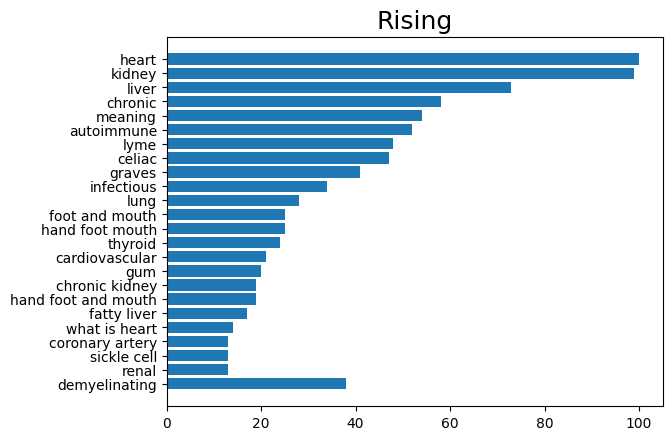 Rising
heart
kidney
liver
chronic
meaning
autoimmune
lyme
celiac
graves
infectious
lung
foot and mouth
hand foot mouth
thyroid
cardiovascular
gum
chronic kidney
hand foot and mouth
fatty liver
what is heart
coronary artery
sickle cell
renal
demyelinating
0 20 40 60 80 100